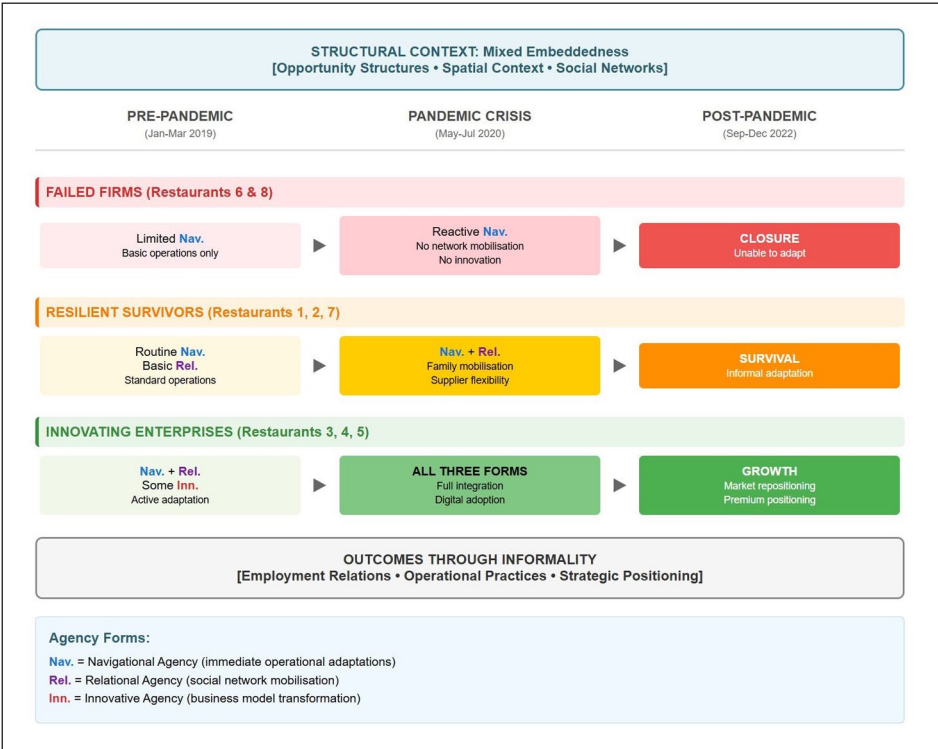 STRUCTURAL CONTEXT: Mixed Embeddedness
[Opportunity Structures • Spatial Context • Social Networks]
PRE-PANDEMIC
(Jan-Mar 2019)
PANDEMIC CRISIS
(May-Jul 2020)
POST-PANDEMIC
(Sep-Dec 2022)
FAILED FIRMS (Restaurants 6 & 8)
Limited Nav.
Basic operations only
Reactive Nav.
No network mobilisation
No innovation
CLOSURE
Unable to adapt
RESILIENT SURVIVORS (Restaurants 1, 2, 7)
Routine Nav.
Basic Rel.
Standard operations
Nav. + Rel.
Family mobilisation
Supplier flexibility
SURVIVAL
Informal adaptation
INNOVATING ENTERPRISES (Restaurants 3, 4, 5)
Nav. + Rel.
Some Inn.
Active adaptation
ALL THREE FORMS
Full integration
Digital adoption
GROWTH
Market repositioning
Premium positioning
OUTCOMES THROUGH INFORMALITY
[Employment Relations • Operational Practices • Strategic Positioning]
Agency Forms:
Nav. = Navigational Agency (immediate operational adaptations)
Rel. = Relational Agency (social network mobilisation)
Inn. = Innovative Agency (business model transformation)